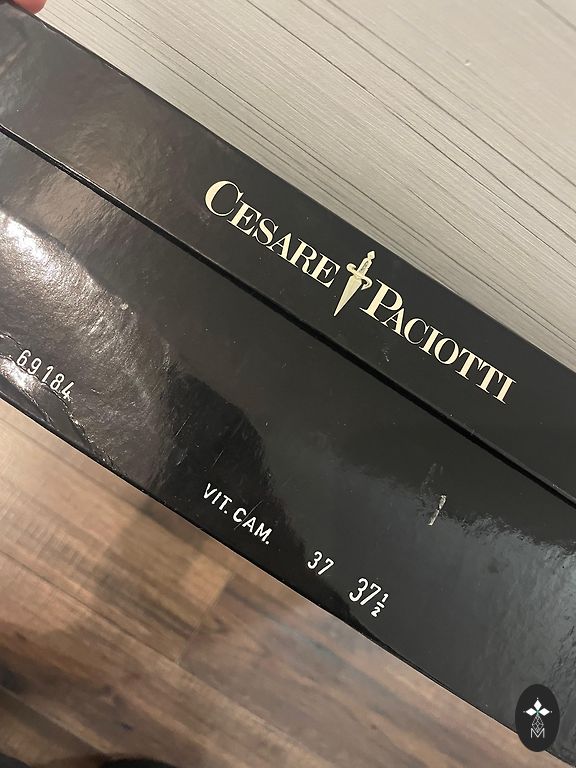 CESARE PACIOTTI
69184
VIT. CAM.
37
37½
M